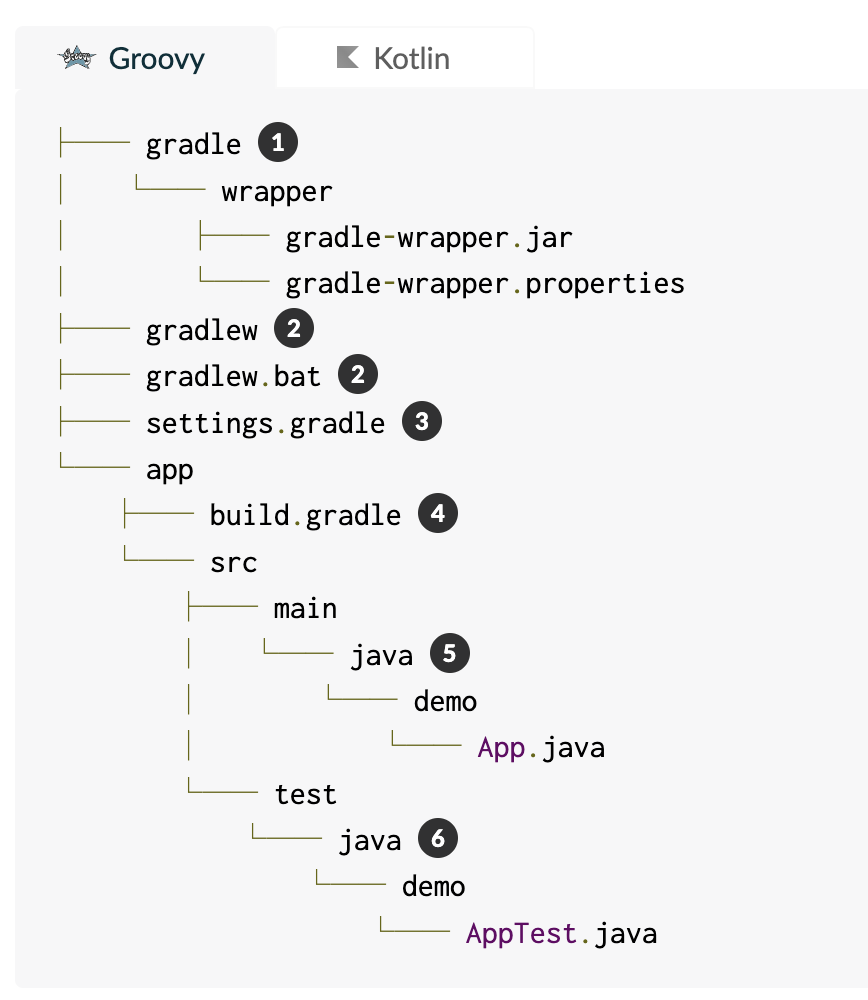 Groovy Kotlin
├──── gradle 1
│    └──── wrapper
│        ├──── gradle-wrapper.jar
│        └──── gradle-wrapper.properties
├──── gradlew 2
├──── gradlew.bat 2
├──── settings.gradle 3
└──── app
    ├──── build.gradle 4
    └──── src
        ├──── main
        │    └──── java 5
        │        └──── demo
        │            └──── App.java
        └──── test
            └──── java 6
                └──── demo
                    └──── AppTest.java